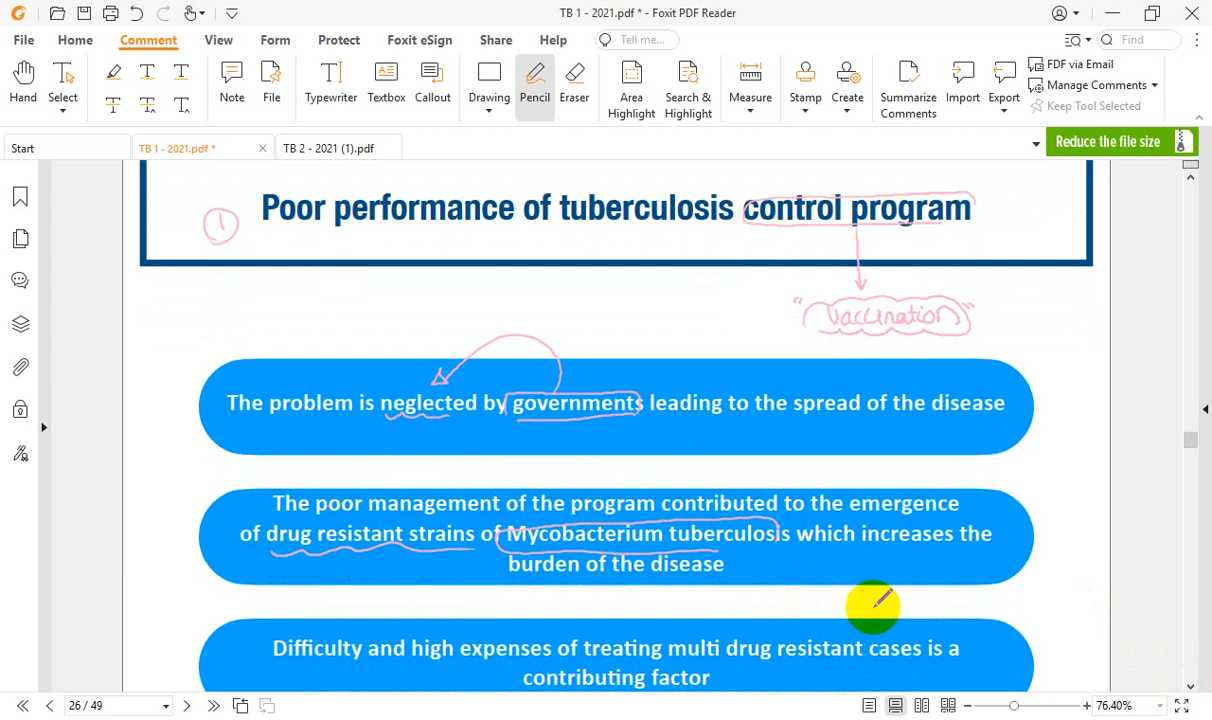 TB 1 - 2021.pdf * - Foxit PDF Reader
File Home Comment View Form Protect Foxit eSign Share Help Tell me... Find
Hand Select Note File Typewriter Textbox Callout Drawing Pencil Eraser Area Highlight Search & Highlight Measure Stamp Create Summarize Comments Import Export
FDF via Email
Manage Comments
Keep Tool Selected
Start TB 1 - 2021.pdf * TB 2 - 2021 (1).pdf Reduce the file size
1 Poor performance of tuberculosis control program
"vaccination"
The problem is neglected by governments leading to the spread of the disease
The poor management of the program contributed to the emergence
of drug resistant strains of Mycobacterium tuberculosis which increases the
burden of the disease
Difficulty and high expenses of treating multi drug resistant cases is a
contributing factor
26 / 49 76.40%